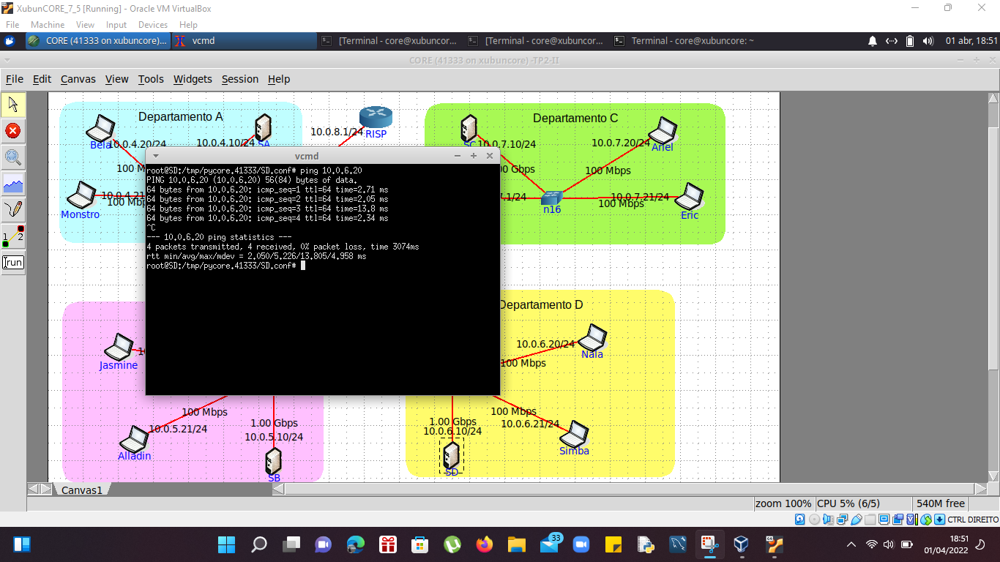 XubunCORE_7_5 [Running] - Oracle VM VirtualBox
File Machine View Input Devices Help
CORE (41333 on xubuncore)... vcmd [Terminal - core@xubuncor... [Terminal - core@xubuncor... Terminal - core@xubuncore: ~ 01 abr, 18:51
CORE (41333 on xubuncore) -TP2-II
File Edit Canvas View Tools Widgets Session Help
Departamento A
Bela
10.0.4.20/24
10.0.4.10/24
SA
100 M
Monstro
10.0.4.21
100 Mbps
10.0.8.1/24
RISP
Departamento C
SC
10.0.7.10/24
10.0.7.20/24
Ariel
00 Gbps
100 Mbps
7.1/24
n16
10.0.7.21/24
100 Mbps
Eric
vcmd
root@SD:/tmp/pycore.41333/SD.conf# ping 10.0.6.20
PING 10.0.6.20 (10.0.6.20) 56(84) bytes of data.
64 bytes from 10.0.6.20: icmp_seq=1 ttl=64 time=2.71 ms
64 bytes from 10.0.6.20: icmp_seq=2 ttl=64 time=2.05 ms
64 bytes from 10.0.6.20: icmp_seq=3 ttl=64 time=13.8 ms
64 bytes from 10.0.6.20: icmp_seq=4 ttl=64 time=2.34 ms
^C
--- 10.0.6.20 ping statistics ---
4 packets transmitted, 4 received, 0% packet loss, time 3074ms
rtt min/avg/max/mdev = 2.050/5.226/13.805/4.958 ms
root@SD:/tmp/pycore.41333/SD.conf#
1 2
run
Jasmine
100 Mbps
10.0.5.21/24
Alladin
1.00 Gbps
10.0.5.10/24
SB
Departamento D
10.0.6.20/24
Nala
100 Mbps
1.00 Gbps
10.0.6.10/24
SD
100 Mbps
10.0.6.21/24
Simba
Canvas1
zoom 100% CPU 5% (6/5) 540M free
CTRL DIREITO
33
18:51
01/04/2022